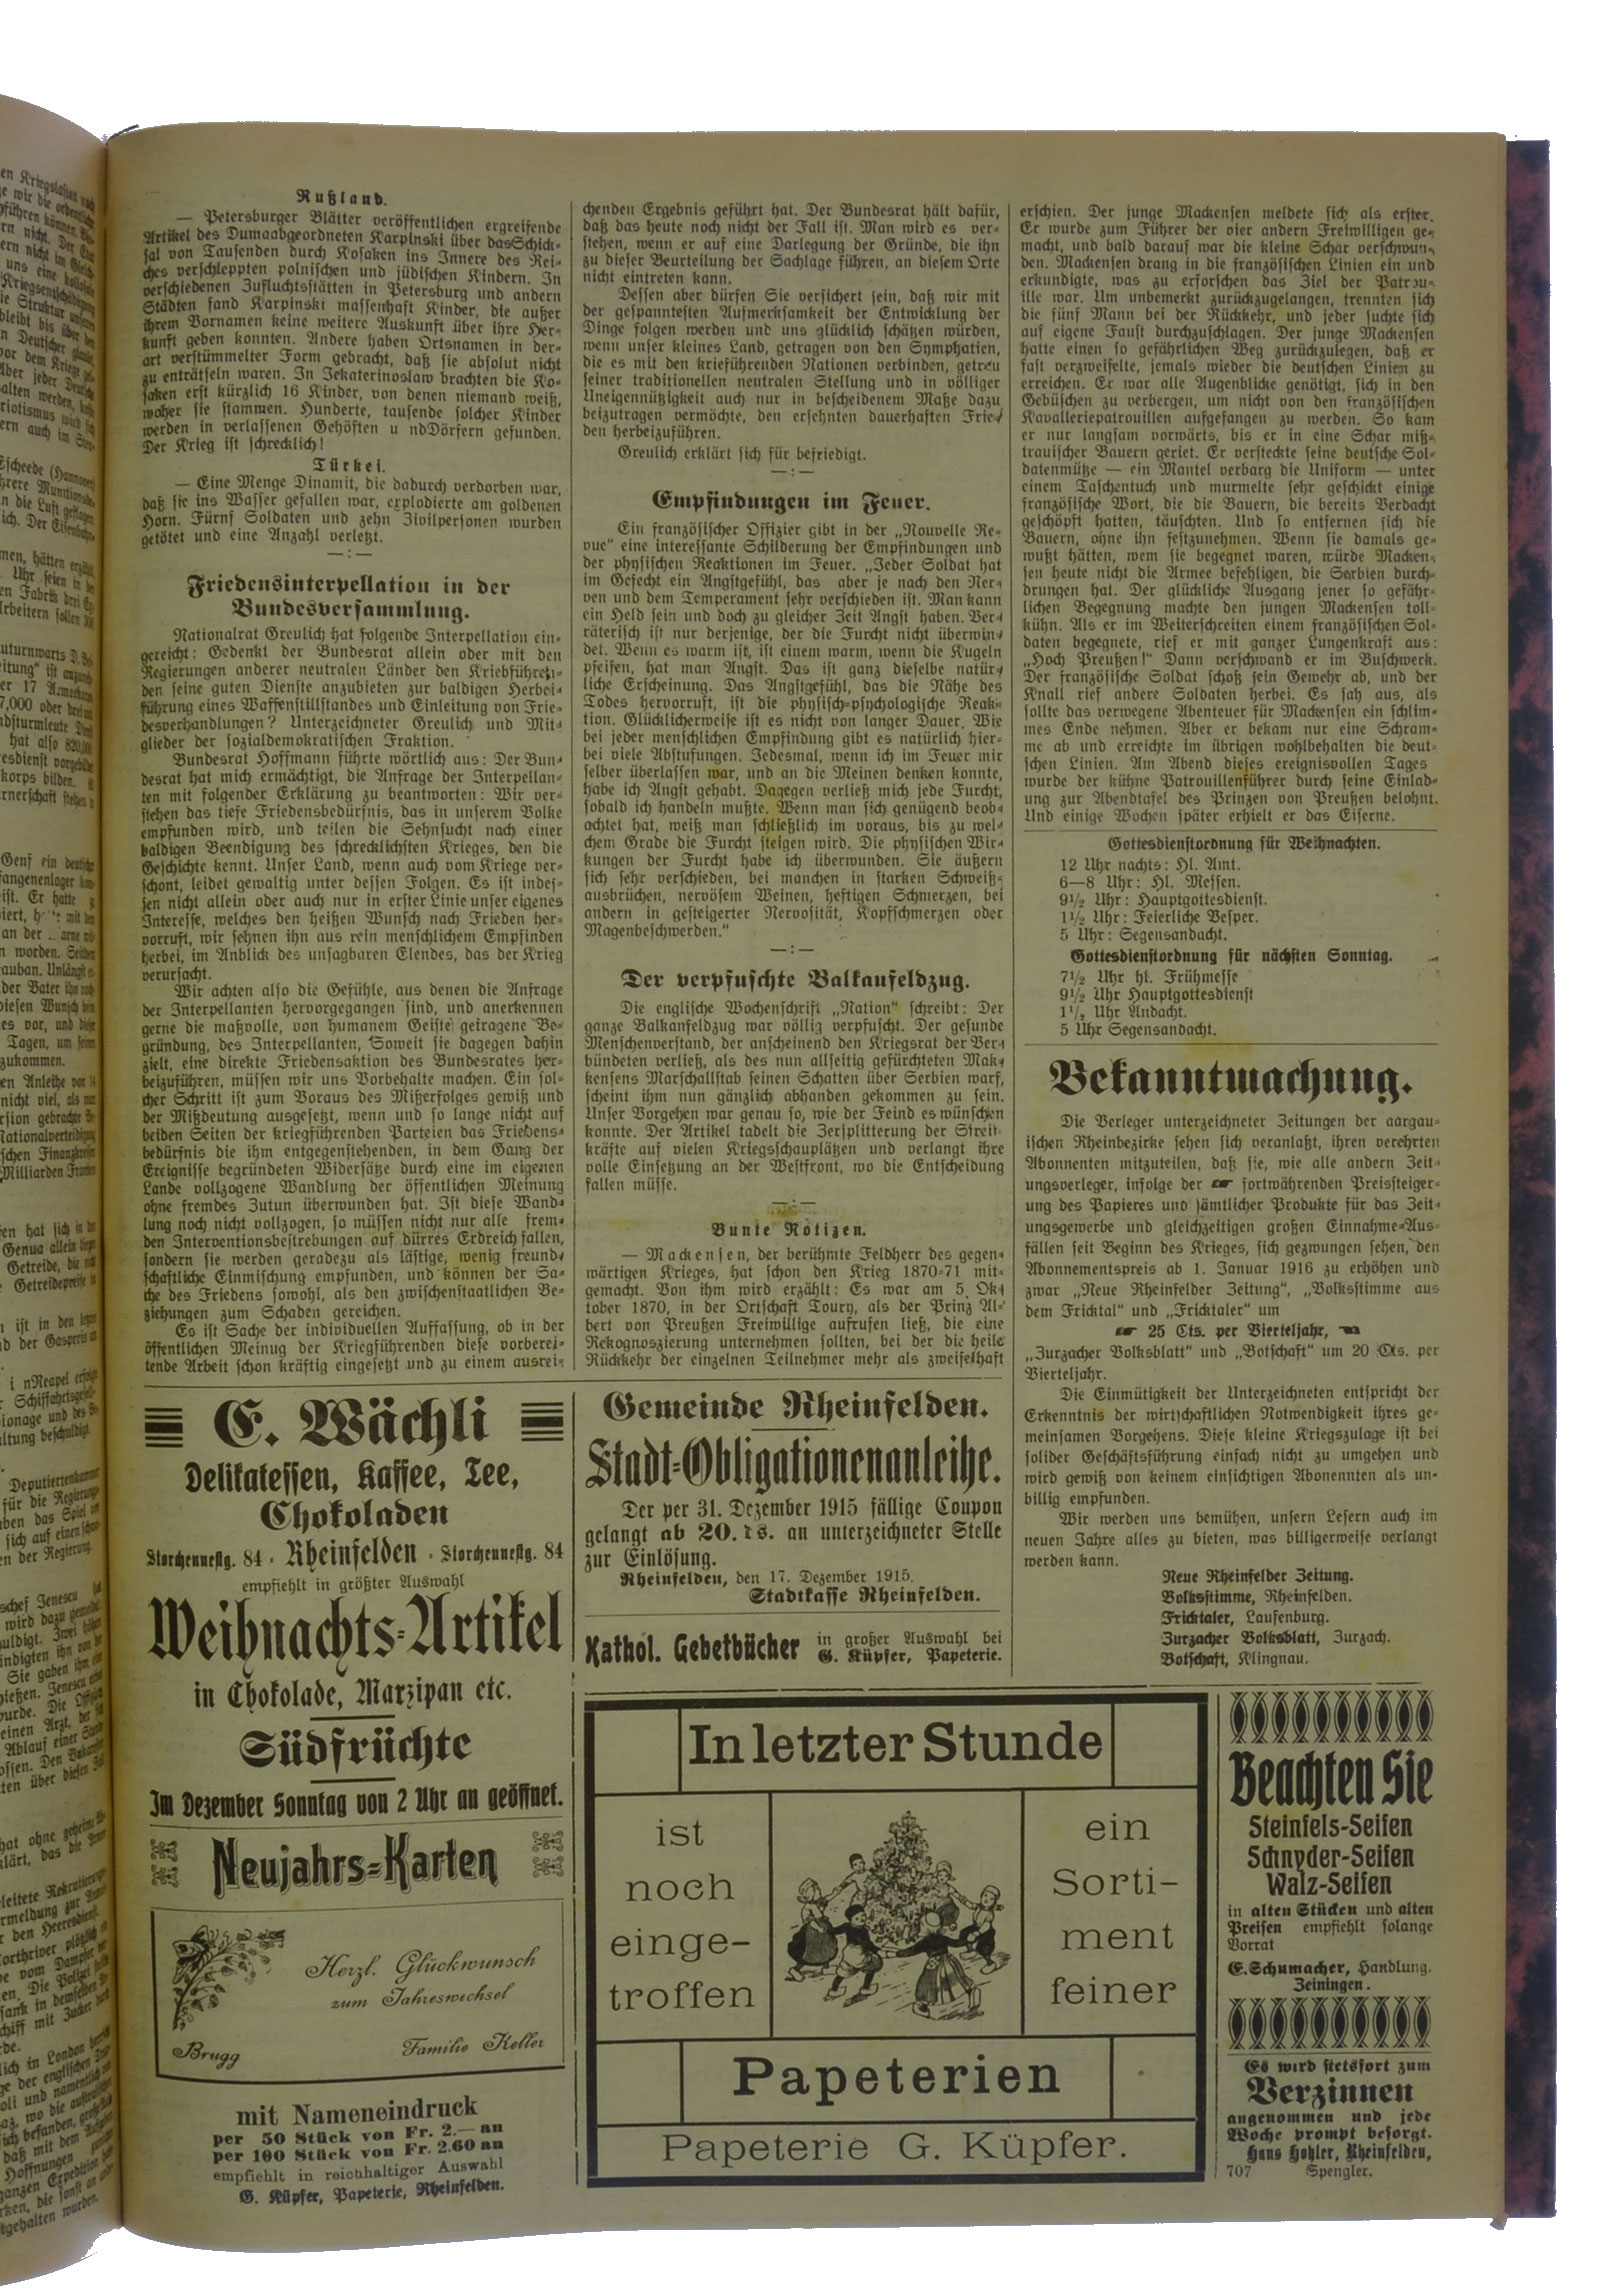 Rußland.
— Petersburger Blätter veröffentlichen ergreifende
Artikel des Dumaabgeordneten Karpinski über dasSchick-
sal von Tausenden durch Kosaken ins Innere des Rei-
ches verschleppten polnischen und jüdischen Kindern. In
verschiedenen Zufluchtsstätten in Petersburg und andern
Städten fand Karpinski massenhaft Kinder, die außer
ihrem Vornamen keine weitere Auskunft über ihre Her-
kunft geben konnten. Andere haben Ortsnamen in der-
art verstümmelter Form gebracht, daß sie absolut nicht
zu enträtseln waren. In Jekaterinoslaw brachten die Ko-
saken erst kürzlich 16 Kinder, von denen niemand weiß,
woher sie stammen. Hunderte, tausende solcher Kinder
werden in verlassenen Gehöften u ndDörfern gefunden.
Der Krieg ist schrecklich!
Türkei.
— Eine Menge Dinamit, die dadurch verdorben war,
daß sie ins Wasser gefallen war, explodierte am goldenen
Horn. Fürnf Soldaten und zehn Zivilpersonen wurden
getötet und eine Anzahl verletzt.
—:—
Friedensinterpellation in der
Bundesversammlung.
Nationalrat Greulich hat folgende Interpellation ein-
gereicht: Gedenkt der Bundesrat allein oder mit den
Regierungen anderer neutralen Länder den Kriebführen-
den seine guten Dienste anzubieten zur baldigen Herbei-
führung eines Waffenstillstandes und Einleitung von Frie-
desverhandlungen? Unterzeichneter Greulich und Mit-
glieder der sozialdemokratischen Fraktion.
Bundesrat Hoffmann führte wörtlich aus: Der Bun-
desrat hat mich ermächtigt, die Anfrage der Interpellan-
ten mit folgender Erklärung zu beantworten: Wir ver-
stehen das tiefe Friedensbedürfnis, das in unserem Volke
empfunden wird, und teilen die Sehnsucht nach einer
baldigen Beendigung des schrecklichsten Krieges, den die
Geschichte kennt. Unser Land, wenn auch vom Kriege ver-
schont, leidet gewaltig unter dessen Folgen. Es ist indes-
sen nicht allein oder auch nur in erster Linie unser eigenes
Interesse, welches den heißen Wunsch nach Frieden her-
vorruft, wir sehnen ihn aus rein menschlichem Empfinden
herbei, im Anblick des unsagbaren Elendes, das der Krieg
verursacht.
Wir achten also die Gefühle, aus denen die Anfrage
der Interpellanten hervorgegangen sind, und anerkennen
gerne die maßvolle, von humanem Geiste getragene Be-
gründung, des Interpellanten, Soweit sie dagegen dahin
zielt, eine direkte Friedensaktion des Bundesrates her-
beizuführen, müssen wir uns Vorbehalte machen. Ein sol-
cher Schritt ist zum Voraus des Mißerfolges gewiß und
der Mißdeutung ausgesetzt, wenn und so lange nicht auf
beiden Seiten der kriegführenden Parteien das Friedens-
bedürfnis die ihm entgegenstehenden, in dem Gang der
Ereignisse begründeten Widersätze durch eine im eigenen
Lande vollzogene Wandlung der öffentlichen Meinung
ohne fremdes Zutun überwunden hat. Ist diese Wand-
lung noch nicht vollzogen, so müssen nicht nur alle frem-
den Interventionsbestrebungen auf dürres Erdreich fallen,
sondern sie werden geradezu als lästige, wenig freund-
schaftliche Einmischung empfunden, und können der Sa-
che des Friedens sowohl, als den zwischenstaatlichen Be-
ziehungen zum Schaden gereichen.
Es ist Sache der individuellen Auffassung, ob in der
öffentlichen Meinug der Kriegführenden diese vorberei-
tende Arbeit schon kräftig eingesetzt und zu einem ausrei-
chenden Ergebnis geführt hat. Der Bundesrat hält dafür,
daß das heute noch nicht der Fall ist. Man wird es ver-
stehen, wenn er auf eine Darlegung der Gründe, die ihn
zu dieser Beurteilung der Sachlage führen, an diesem Orte
nicht eintreten kann.
Dessen aber dürfen Sie versichert sein, daß wir mit
der gespanntesten Aufmerksamkeit der Entwicklung der
Dinge folgen werden und uns glücklich schätzen würden,
wenn unser kleines Land, getragen von den Symphatien,
die es mit den kriefführenden Nationen verbinden, getreu
seiner traditionellen neutralen Stellung und in völliger
Uneigennützigkeit auch nur in bescheidenem Maße dazu
beizutragen vermöchte, den ersehnten dauerhaften Frie-
den herbeizuführen.
Greulich erklärt sich für befriedigt.
—:—
Empfindungen im Feuer.
Ein französischer Offizier gibt in der „Nouvelle Re-
vue“ eine interessante Schilderung der Empfindungen und
der physischen Reaktionen im Feuer. „Jeder Soldat hat
im Gefecht ein Angstgefühl, das aber je nach den Ner-
ven und dem Temperament sehr verschieden ist. Man kann
ein Held sein und doch zu gleicher Zeit Angst haben. Ver-
räterisch ist nur derjenige, der die Furcht nicht überwin-
det. Wenn es warm ist, ist einem warm, wenn die Kugeln
pfeifen, hat man Angst. Das ist ganz dieselbe natür-
liche Erscheinung. Das Angstgefühl, das die Nähe des
Todes hervorruft, ist die physisch-psychologische Reak-
tion. Glücklicherweise ist es nicht von langer Dauer. Wie
bei jeder menschlichen Empfindung gibt es natürlich hier-
bei viele Abstufungen. Jedesmal, wenn ich im Feuer mir
selber überlassen war, und an die Meinen denken konnte,
habe ich Angst gehabt. Dagegen verließ mich jede Furcht,
sobald ich handeln mußte. Wenn man sich genügend beob-
achtet hat, weiß man schließlich im voraus, bis zu wel-
chem Grade die Furcht steigen wird. Die physischen Wir-
kungen der Furcht habe ich überwunden. Sie äußern
sich sehr verschieden, bei manchen in starken Schweiß-
ausbrüchen, nervösem Weinen, heftigen Schmerzen, bei
andern in gesteigerter Nervosität, Kopfschmerzen oder
Magenbeschwerden.“
—:—
Der verpfuschte Balkanfeldzug.
Die englische Wochenschrift „Nation“ schreibt: Der
ganze Balkanfeldzug war völlig verpfuscht. Der gesunde
Menschenverstand, der anscheinend den Kriegsrat der Ver-
bündeten verließ, als des nun allseitig gefürchteten Mak-
kensens Marschallstab seinen Schatten über Serbien warf,
scheint ihm nun gänzlich abhanden gekommen zu sein.
Unser Vorgehen war genau so, wie der Feind es wünschen
konnte. Der Artikel tadelt die Zersplitterung der Streit-
kräfte auf vielen Kriegsschauplätzen und verlangt ihre
volle Einsetzung an der Westfront, wo die Entscheidung
fallen müsse.
—:—
Bunte Notizen.
— Mackensen, der berühmte Feldherr des gegen-
wärtigen Krieges, hat schon den Krieg 1870-71 mit-
gemacht. Von ihm wird erzählt: Es war am 5. Ok-
tober 1870, in der Ortschaft Toury, als der Prinz Al-
bert von Preußen Freiwillige aufrufen ließ, die eine
Rekognoszierung unternehmen sollten, bei der die heile
Rückkehr der einzelnen Teilnehmer mehr als zweifelhaft
erschien. Der junge Mackensen meldete sich als erster.
Er wurde zum Führer der vier andern Freiwilligen ge-
macht, und bald darauf war die kleine Schar verschwun-
den. Mackensen drang in die französischen Linien ein und
erkundigte, was zu erforschen das Ziel der Patrou-
ille war. Um unbemerkt zurückzugelangen, trennten sich
die fünf Mann bei der Rückkehr, und jeder suchte sich
auf eigene Faust durchzuschlagen. Der junge Mackensen
hatte einen so gefährlichen Weg zurückzulegen, daß er
fast verzweifelte, jemals wieder die deutschen Linien zu
erreichen. Er war alle Augenblicke genötigt, sich in den
Gebüschen zu verbergen, um nicht von den französischen
Kavalleriepatrouillen aufgefangen zu werden. So kam
er nur langsam vorwärts, bis er in eine Schar miß-
trauischer Bauern geriet. Er versteckte seine deutsche Sol-
datenmütze — ein Mantel verbarg die Uniform — unter
einem Taschentuch und murmelte sehr geschickt einige
französische Wort, die die Bauern, die bereits Verdacht
geschöpft hatten, täuschten. Und so entfernen sich die
Bauern, ohne ihn festzunehmen. Wenn sie damals ge-
wußt hätten, wem sie begegnet waren, würde Macken-
sen heute nicht die Armee befehligen, die Serbien durch-
drungen hat. Der glückliche Ausgang jener so gefähr-
lichen Begegnung machte den jungen Mackensen toll-
kühn. Als er im Weiterschreiten einem französischen Sol-
daten begegnete, rief er mit ganzer Lungenkraft aus:
„Hoch Preußen!“ Dann verschwand er im Buschwerk.
Der französische Soldat schoß sein Gewehr ab, und der
Knall rief andere Soldaten herbei. Es sah aus, als
sollte das verwegene Abenteuer für Mackensen ein schlim-
mes Ende nehmen. Aber er bekam nur eine Schram-
me ab und erreichte im übrigen wohlbehalten die deut-
schen Linien. Am Abend dieses ereignisvollen Tages
wurde der kühne Patrouillenführer durch seine Einlad-
ung zur Abendtafel des Prinzen von Preußen belohnt.
Und einige Wochen später erhielt er das Eiserne.
Gottesdienstordnung für Weihnachten.
12 Uhr nachts: Hl. Amt.
6—8 Uhr: Hl. Messen.
9½ Uhr: Hauptgottesdienst.
1½ Uhr: Feierliche Vesper.
5 Uhr: Segensandacht.
Gottesdienstordnung für nächsten Sonntag.
7½ Uhr hl. Frühmesse
9½ Uhr Hauptgottesdienst
1½ Uhr Andacht.
5 Uhr Segensandacht.
Bekanntmachung.
Die Verleger unterzeichneter Zeitungen der aargau-
ischen Rheinbezirke sehen sich veranlaßt, ihren verehrten
Abonnenten mitzuteilen, daß sie, wie alle andern Zeit-
ungsverleger, infolge der ☛ fortwährenden Preissteiger-
ung des Papieres und sämtlicher Produkte für das Zeit-
ungsgewerbe und gleichzeitigen großen Einnahme-Aus-
fällen seit Beginn des Krieges, sich gezwungen sehen, den
Abonnementspreis ab 1. Januar 1916 zu erhöhen und
zwar „Neue Rheinfelder Zeitung“, „Volksstimme aus
dem Fricktal“ und „Fricktaler“ um
☛ 25 Cts. per Vierteljahr, ☚
„Zurzacher Volksblatt“ und „Botschaft“ um 20 Cts. per
Vierteljahr.
Die Einmütigkeit der Unterzeichneten entspricht der
Erkenntnis der wirtschaftlichen Notwendigkeit ihres ge-
meinsamen Vorgehens. Diese kleine Kriegszulage ist bei
solider Geschäftsführung einfach nicht zu umgehen und
wird gewiß von keinem einsichtigen Abonnenten als un-
billig empfunden.
Wir werden uns bemühen, unsern Lesern auch im
neuen Jahre alles zu bieten, was billigerweise verlangt
werden kann.
Neue Rheinfelder Zeitung.
Volksstimme, Rheinfelden.
Fricktaler, Laufenburg.
Zurzacher Volksblatt, Zurzach.
Botschaft, Klingnau.
E. Wächli
Delikatessen, Kaffee, Tee,
Chokoladen
Storchennestg. 84 · Rheinfelden · Storchennestg. 84
empfiehlt in größter Auswahl
Weihnachts-Artikel
in Chokolade, Marzipan etc.
Südfrüchte
Im Dezember Sonntag von 2 Uhr an geöffnet.
Neujahrs-Karten
Herzl. Glückwunsch
zum Jahreswechsel
Brugg
Familie Keller
mit Nameneindruck
per 50 Stück von Fr. 2.— an
per 100 Stück von Fr. 2.60 an
empfiehlt in reichhaltiger Auswahl
G. Küpfer, Papeterie, Rheinfelden.
Gemeinde Rheinfelden.
Stadt-Obligationenanleihe.
Der per 31. Dezember 1915 fällige Coupon
gelangt ab 20. ds. an unterzeichneter Stelle
zur Einlösung.
Rheinfelden, den 17. Dezember 1915.
Stadtkasse Rheinfelden.
Kathol. Gebetbücher
in großer Auswahl bei
G. Küpfer, Papeterie.
In letzter Stunde
ist
noch
einge-
troffen
ein
Sorti-
ment
feiner
Papeterien
Papeterie G. Küpfer.
Beachten Sie
Steinfels-Seifen
Schnyder-Seifen
Walz-Seifen
in alten Stücken und alten
Preisen empfiehlt solange
Vorrat
E. Schumacher, Handlung.
Zeiningen.
Es wird stetsfort zum
Verzinnen
angenommen und jede
Woche prompt besorgt.
Hans Hohler, Rheinfelden,
707 Spengler.